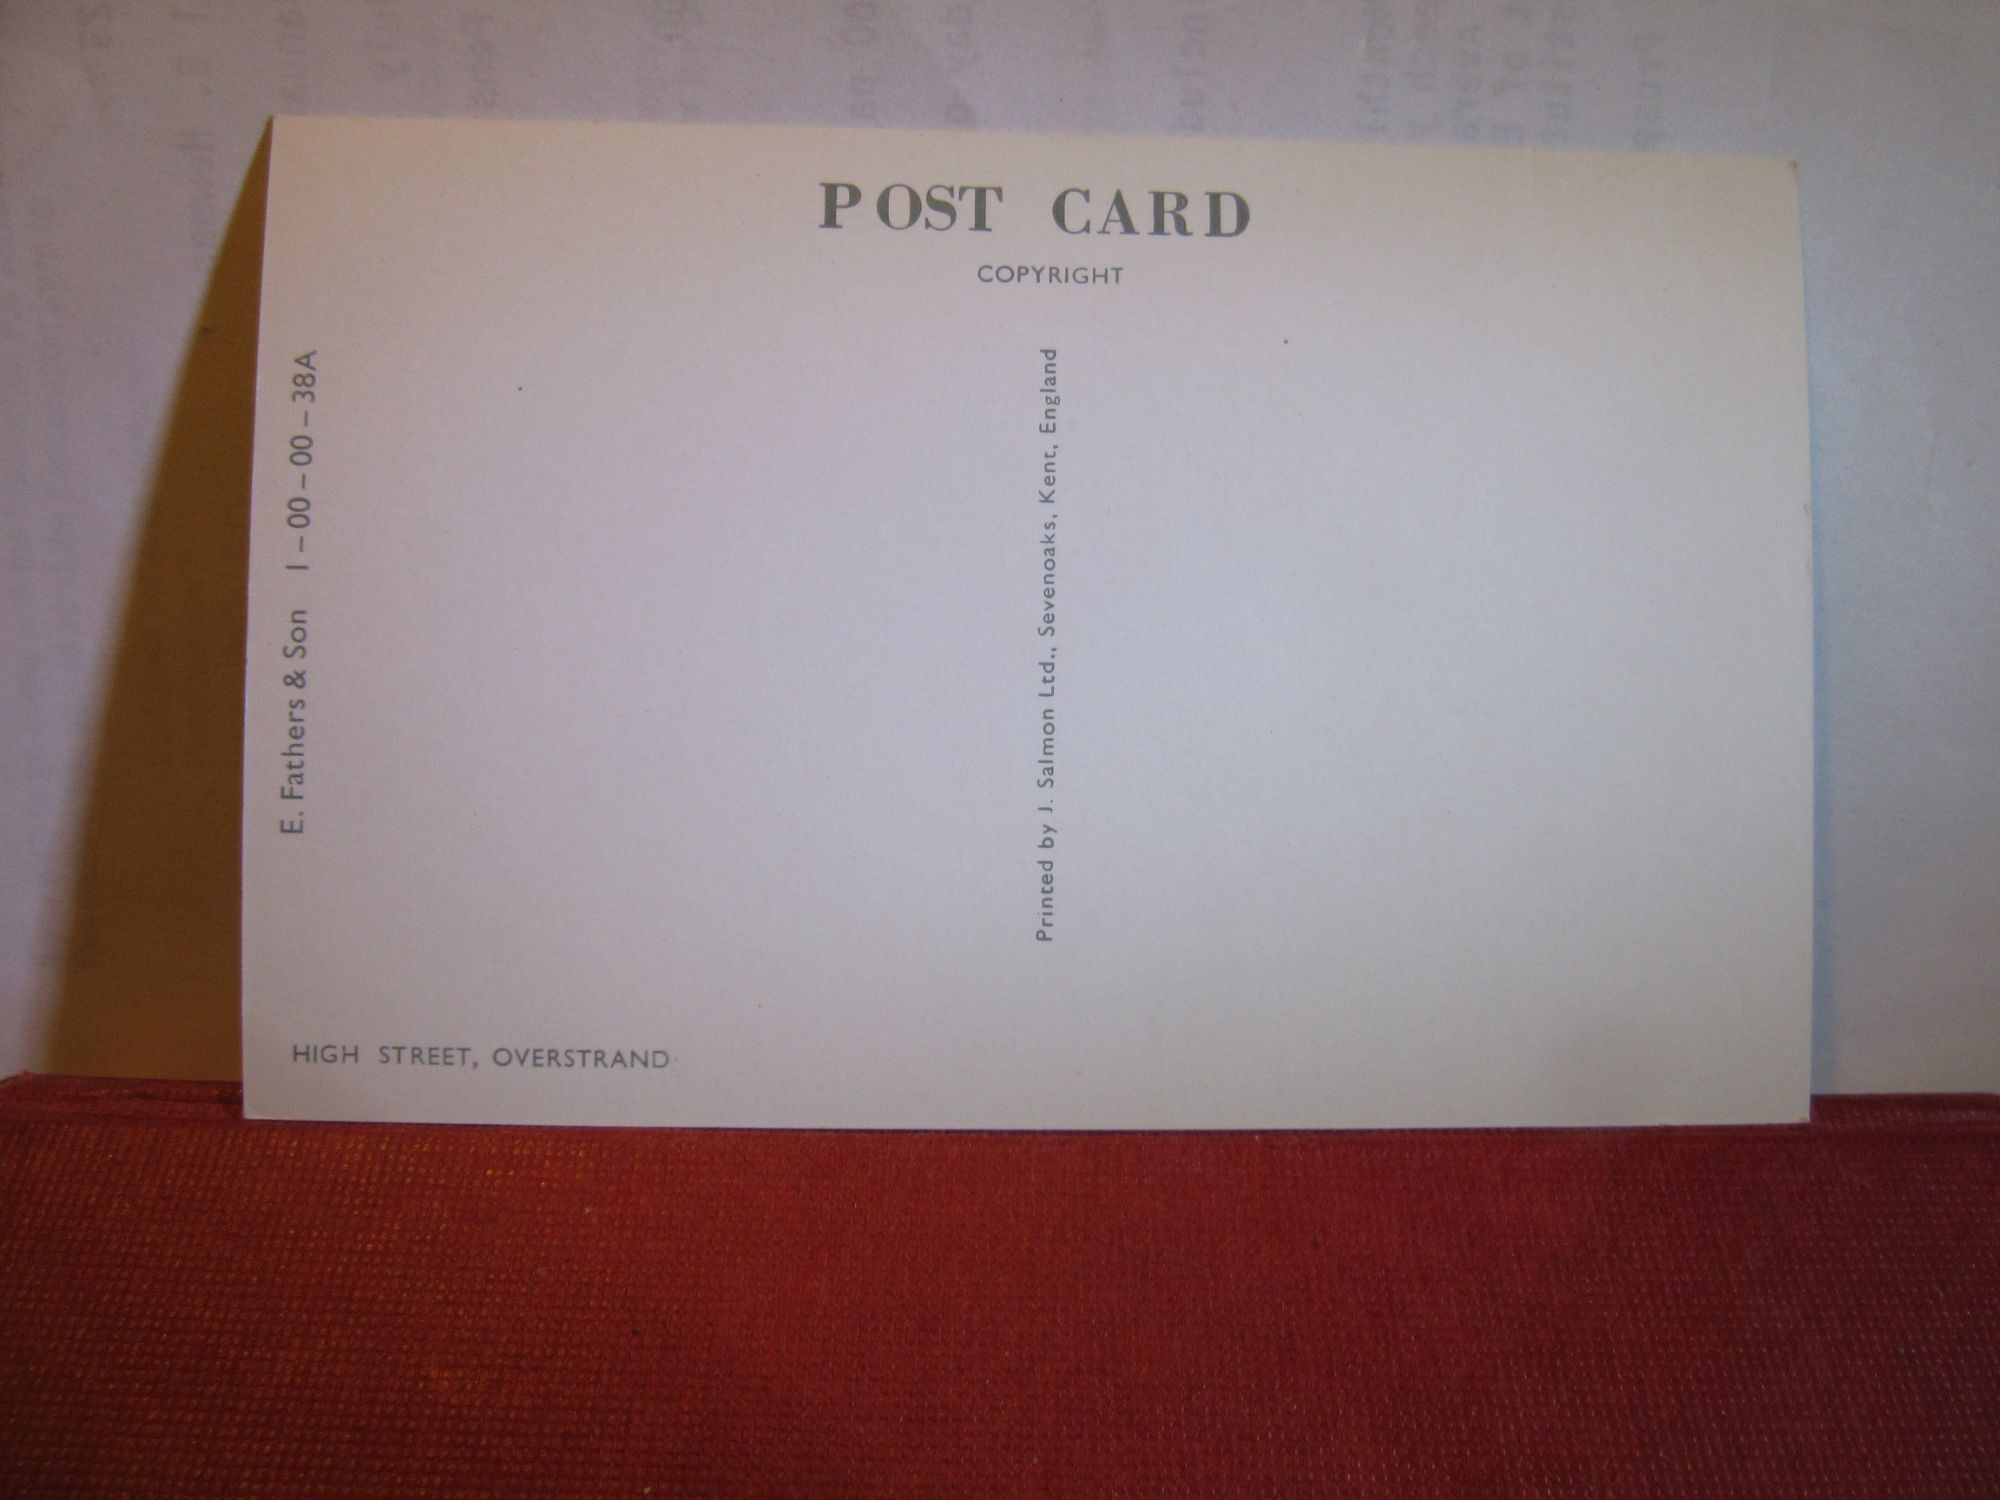 POST CARD
COPYRIGHT
E. Fathers & Son 1–00–00–38A
Printed by J. Salmon Ltd., Sevenoaks, Kent, England
HIGH STREET, OVERSTRAND